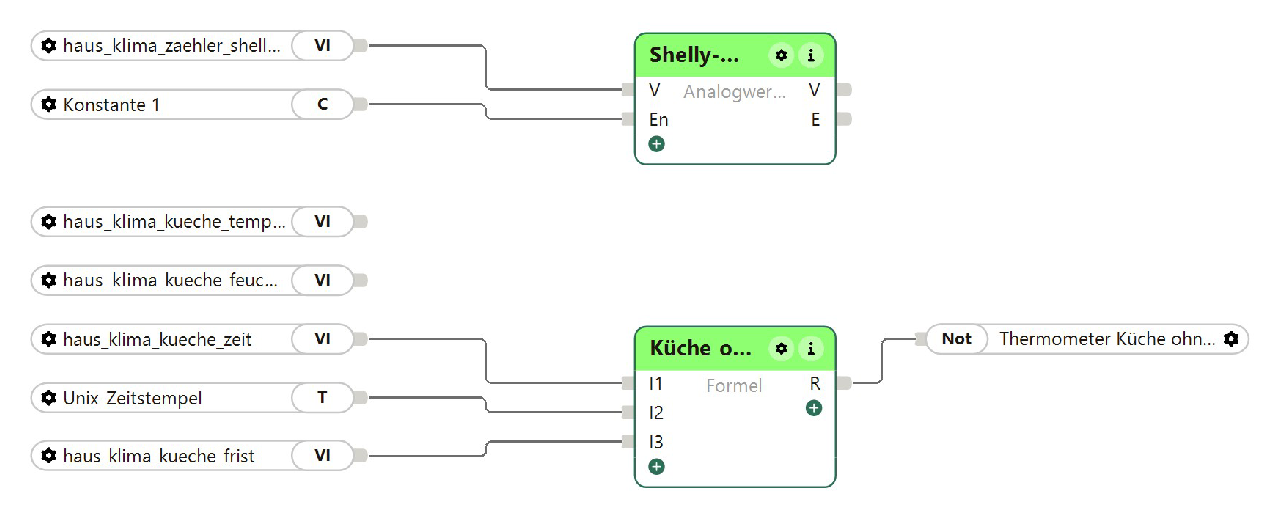 haus_klima_zaehler_shell... VI
Konstante 1 C
Shelly-... i
V Analogwer... V
En E
haus_klima_kueche_temp... VI
haus_klima_kueche_feuc... VI
haus_klima_kueche_zeit VI
Unix Zeitstempel T
haus_klima_kueche_frist VI
Küche o... i
I1 Formel R
I2
I3
Not Thermometer Küche ohn...